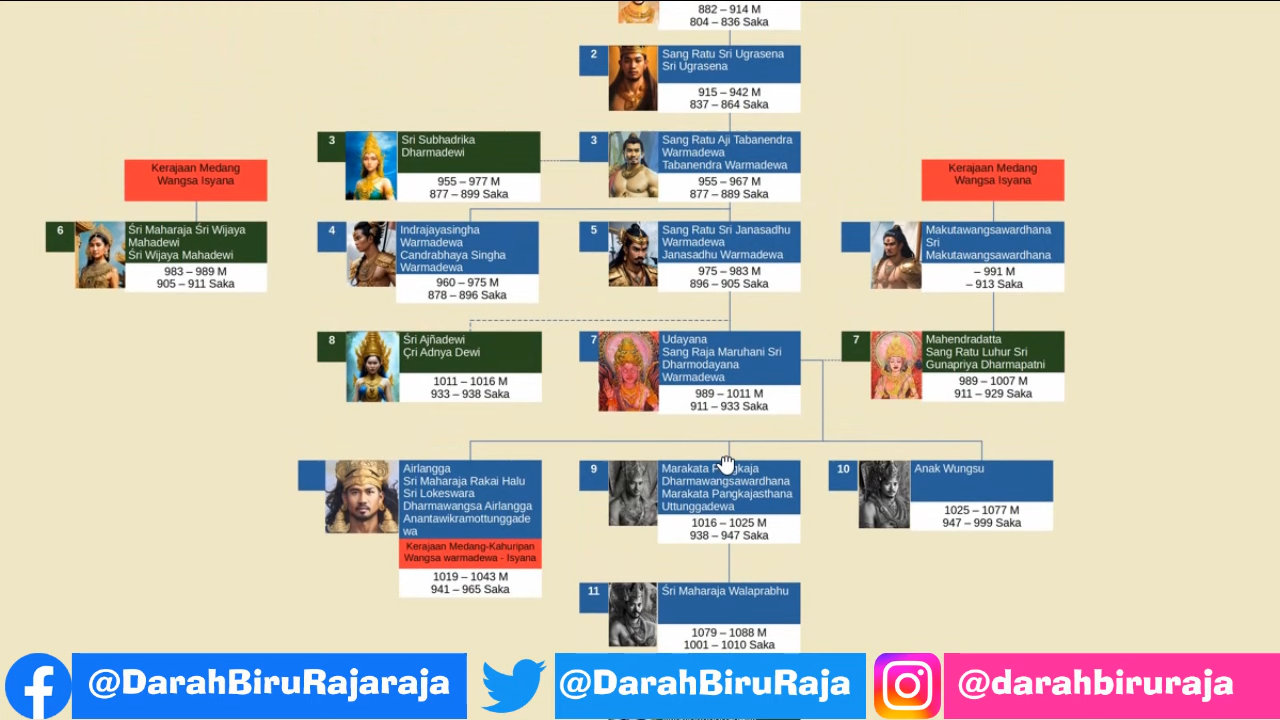 882 – 914 M
804 – 836 Saka
2
Sang Ratu Sri Ugrasena
Sri Ugrasena
915 – 942 M
837 – 864 Saka
3
Sri Subhadrika
Dharmadewi
955 – 977 M
877 – 899 Saka
3
Sang Ratu Aji Tabanendra
Warmadewa
Tabanendra Warmadewa
955 – 967 M
877 – 889 Saka
Kerajaan Medang
Wangsa Isyana
Kerajaan Medang
Wangsa Isyana
6
Śri Maharaja Śri Wijaya
Mahadewi
Śri Wijaya Mahadewi
983 – 989 M
905 – 911 Saka
4
Indrajayasingha
Warmadewa
Candrabhaya Singha
Warmadewa
960 – 975 M
878 – 896 Saka
5
Sang Ratu Sri Janasadhu
Warmadewa
Janasadhu Warmadewa
975 – 983 M
896 – 905 Saka
Makutawangsawardhana
Sri
Makutawangsawardhana
– 991 M
– 913 Saka
8
Śri Ajñadewi
Çri Adnya Dewi
1011 – 1016 M
933 – 938 Saka
7
Udayana
Sang Raja Maruhani Sri
Dharmodayana
Warmadewa
989 – 1011 M
911 – 933 Saka
7
Mahendradatta
Sang Ratu Luhur Sri
Gunapriya Dharmapatni
989 – 1007 M
911 – 929 Saka
Airlangga
Sri Maharaja Rakai Halu
Sri Lokeswara
Dharmawangsa Airlangga
Anantawikramottunggade
wa
Kerajaan Medang-Kahuripan
Wangsa warmadewa - Isyana
1019 – 1043 M
941 – 965 Saka
9
Marakata
Dharmawangsawardhana
Marakata Pangkajasthana
Uttunggadewa
1016 – 1025 M
938 – 947 Saka
10
Anak Wungsu
1025 – 1077 M
947 – 999 Saka
11
Śri Maharaja Walaprabhu
1079 – 1088 M
1001 – 1010 Saka
@DarahBiruRajaraja
@DarahBiruRaja
@darahbiruraja